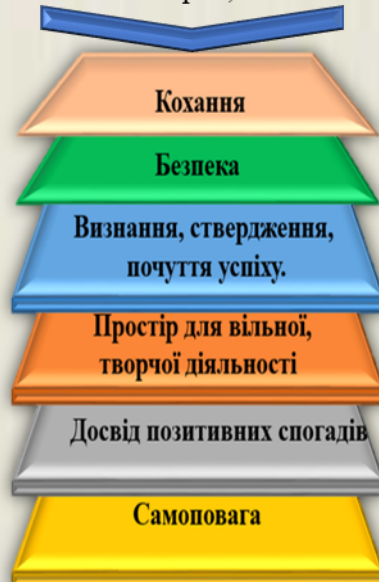 Кохання
Безпека
Визнання, ствердження,
почуття успіху.
Простір для вільної,
творчої діяльності
Досвід позитивних спогадів
Самоповага